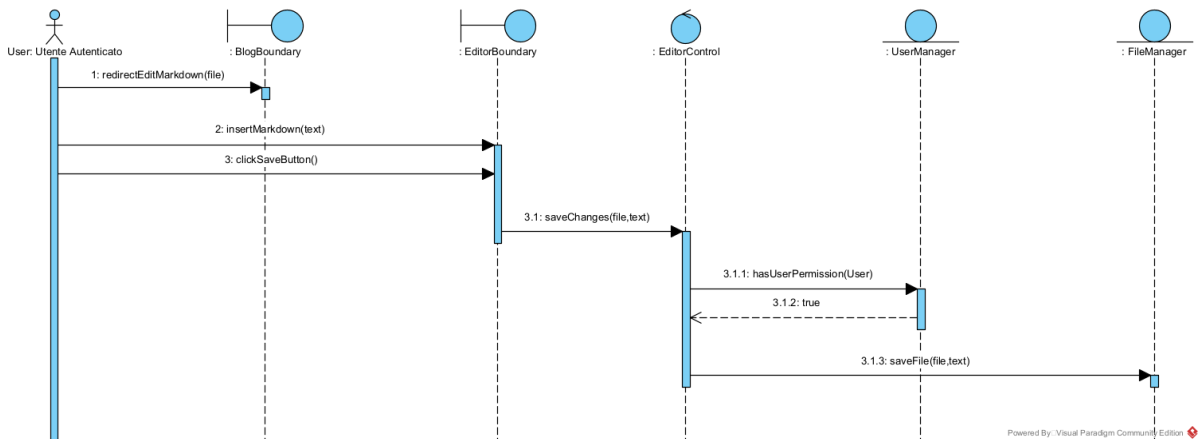 User: Utente Autenticato
: BlogBoundary
: EditorBoundary
: EditorControl
: UserManager
: FileManager
1: redirectEditMarkdown(file)
2: insertMarkdown(text)
3: clickSaveButton()
3.1: saveChanges(file,text)
3.1.1: hasUserPermission(User)
3.1.2: true
3.1.3: saveFile(file,text)
Powered By Visual Paradigm Community Edition